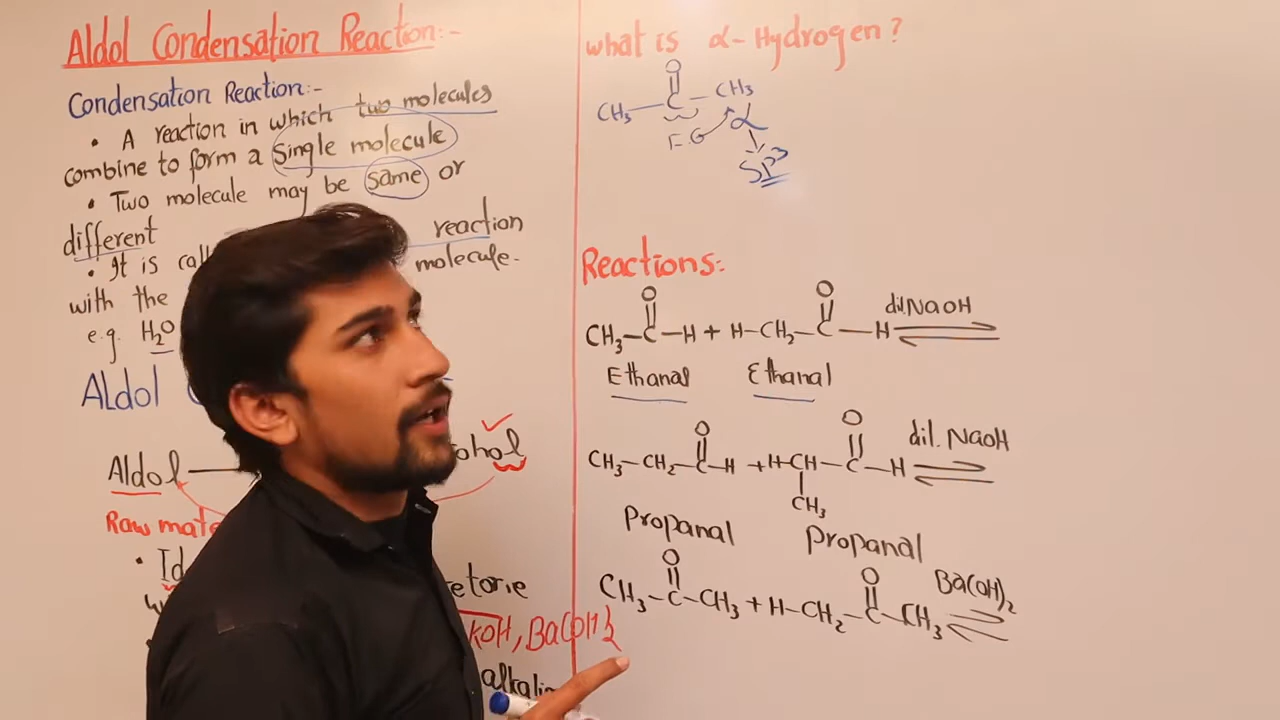 Aldol Condensation Reaction:-
Condensation Reaction:-
• A reaction in which two molecules
combine to form a single molecule
• Two molecule may be same or
different
• It is reaction
with the molecule.
e.g. H₂O
Aldol
Aldol ohol
Raw mat
•
etone
KOH, Ba(OH)₂
alkali
what is α-Hydrogen?
O
CH₃ — C — CH₃
F.G α
SP³
Reactions:
O O
CH₃—C—H + H—CH₂—C—H dil.NaOH
Ethanal Ethanal
O O
CH₃—CH₂—C—H + H—CH—C—H dil. NaOH
CH₃
Propanal Propanal
O O
CH₃—C—CH₃ + H—CH₂—C—CH₃ Ba(OH)₂